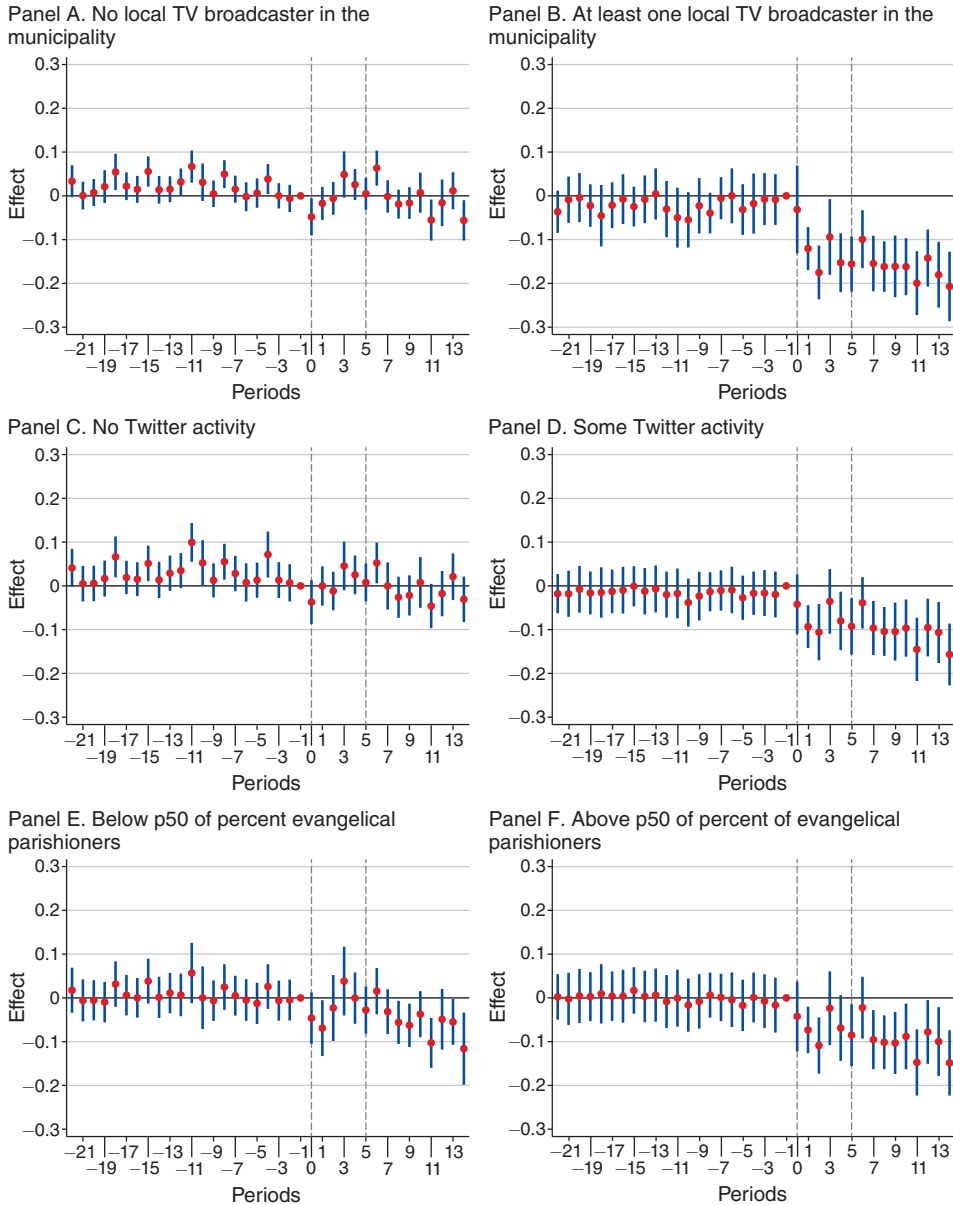 Panel A. No local TV broadcaster in the
municipality
0.3
0.2
0.1
0
−0.1
−0.2
−0.3
Effect
−21 −17 −13 −9 −5 −1 1 5 13
−19 −15 −11 −7 −3 0 3 7 11
Periods
Panel B. At least one local TV broadcaster in the
municipality
0.3
0.2
0.1
0
−0.1
−0.2
−0.3
Effect
−21 −17 −13 −9 −5 −1 1 5 9 13
−19 −15 −11 −7 −3 0 3 7 11
Periods
Panel C. No Twitter activity
0.3
0.2
0.1
0
−0.1
−0.2
−0.3
Effect
−21 −17 −13 −9 −5 −1 1 5 9 13
−19 −15 −11 −7 −3 0 3 7 11
Periods
Panel D. Some Twitter activity
0.3
0.2
0.1
0
−0.1
−0.2
−0.3
Effect
−21 −17 −13 −9 −5 −1 1 5 9 13
−19 −15 −11 −7 −3 0 3 7 11
Periods
Panel E. Below p50 of percent evangelical
parishioners
0.3
0.2
0.1
0
−0.1
−0.2
−0.3
Effect
−21 −17 −13 −9 −5 −1 1 5 9 13
−19 −15 −11 −7 −3 0 3 7 11
Periods
Panel F. Above p50 of percent of evangelical
parishioners
0.3
0.2
0.1
0
−0.1
−0.2
−0.3
Effect
−21 −17 −13 −9 −5 −1 1 5 9 13
−19 −15 −11 −7 −3 0 3 7 11
Periods